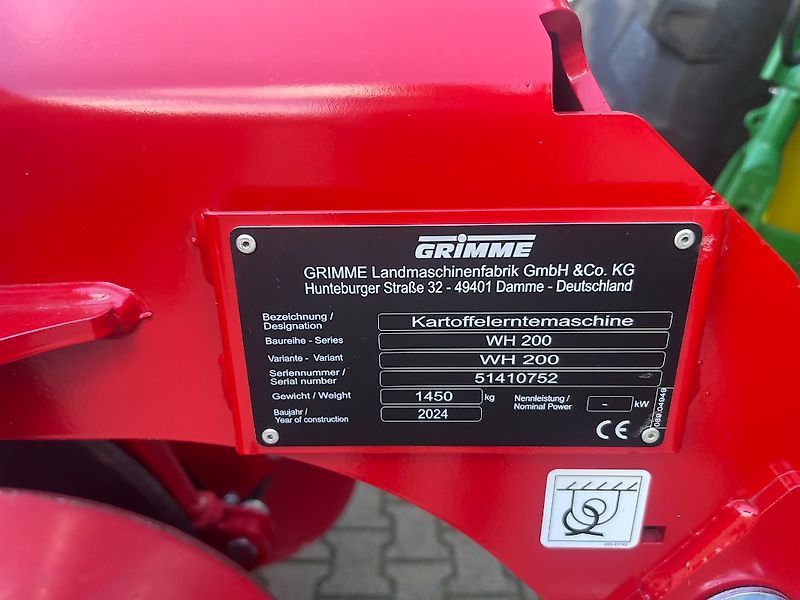 GRIMME
GRIMME Landmaschinenfabrik GmbH &Co. KG
Hunteburger Straße 32 - 49401 Damme - Deutschland
Bezeichnung / Kartoffelerntemaschine
Designation
Baureihe - Series WH 200
Variante - Variant WH 200
Seriennummer / 51410752
Serial number
Gewicht / Weight 1450 kg Nennleistung / - kW
Nominal Power
Baujahr / 2024
Year of construction
CE
089.04949